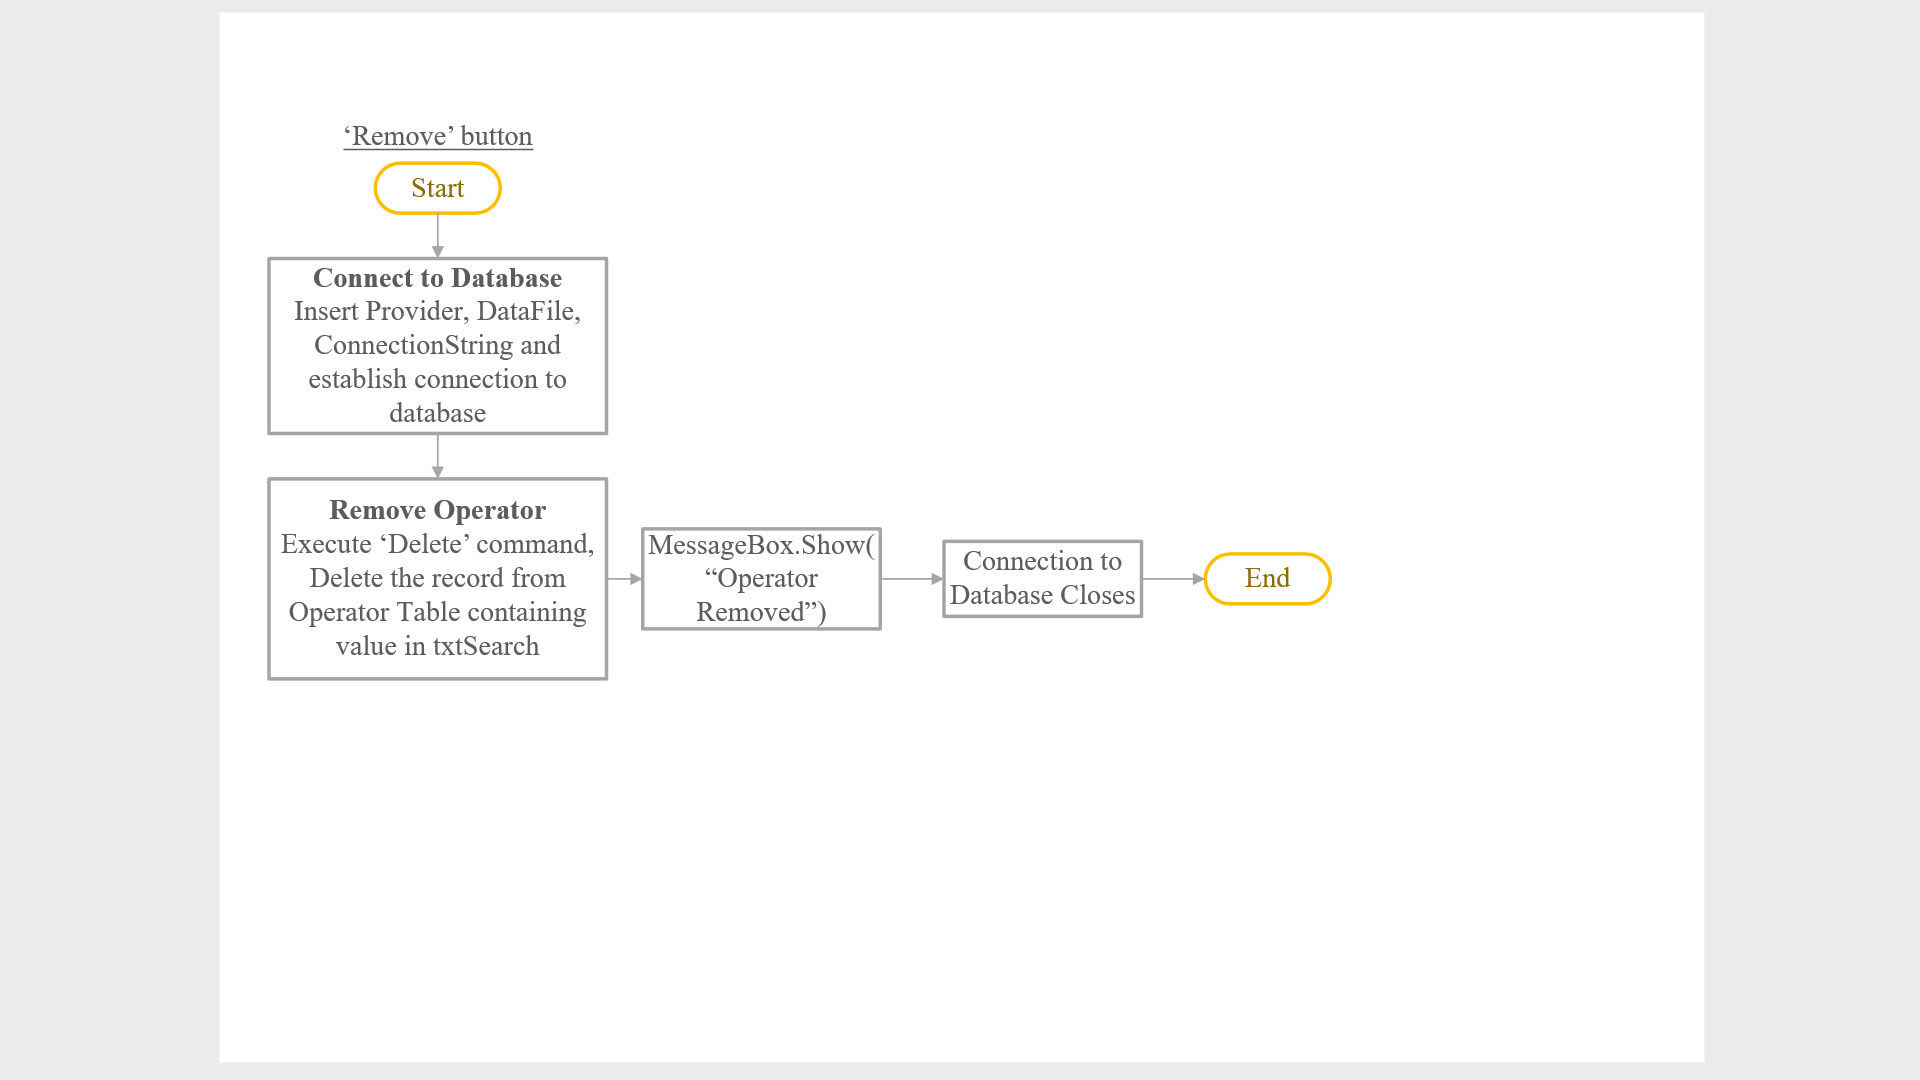 ‘Remove’ button
Start
Connect to Database
Insert Provider, DataFile,
ConnectionString and
establish connection to
database
Remove Operator
Execute ‘Delete’ command,
Delete the record from
Operator Table containing
value in txtSearch
MessageBox.Show(
“Operator
Removed”)
Connection to
Database Closes
End